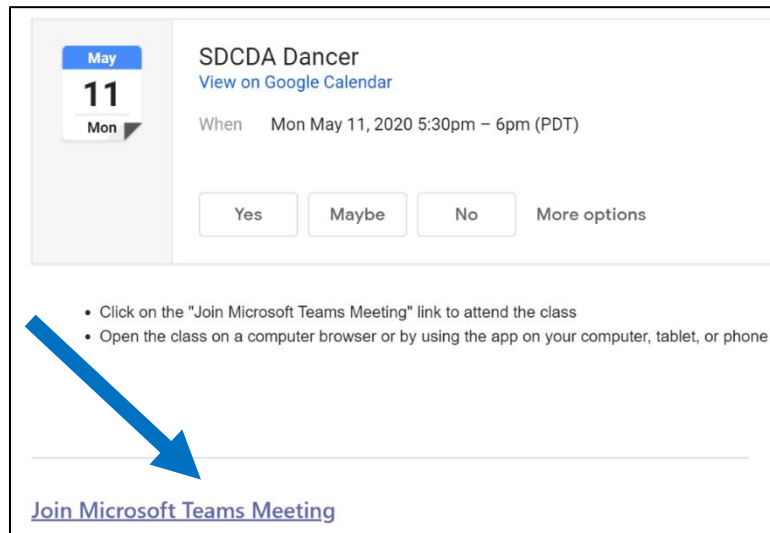 May
11
Mon
SDCDA Dancer
View on Google Calendar
When Mon May 11, 2020 5:30pm – 6pm (PDT)
Yes Maybe No More options
• Click on the "Join Microsoft Teams Meeting" link to attend the class
• Open the class on a computer browser or by using the app on your computer, tablet, or phone
Join Microsoft Teams Meeting